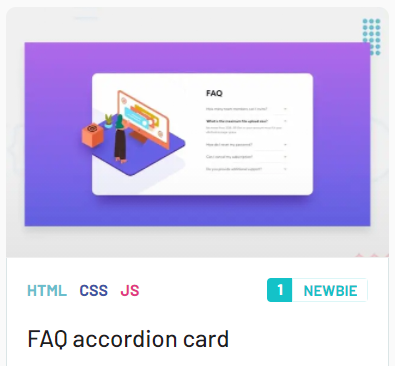 FAQ
How many team members can I invite?
What is the maximum file upload size?
How do I reset my password?
Can I cancel my subscription?
Do you provide additional support?
HTML CSS JS
1 NEWBIE
FAQ accordion card